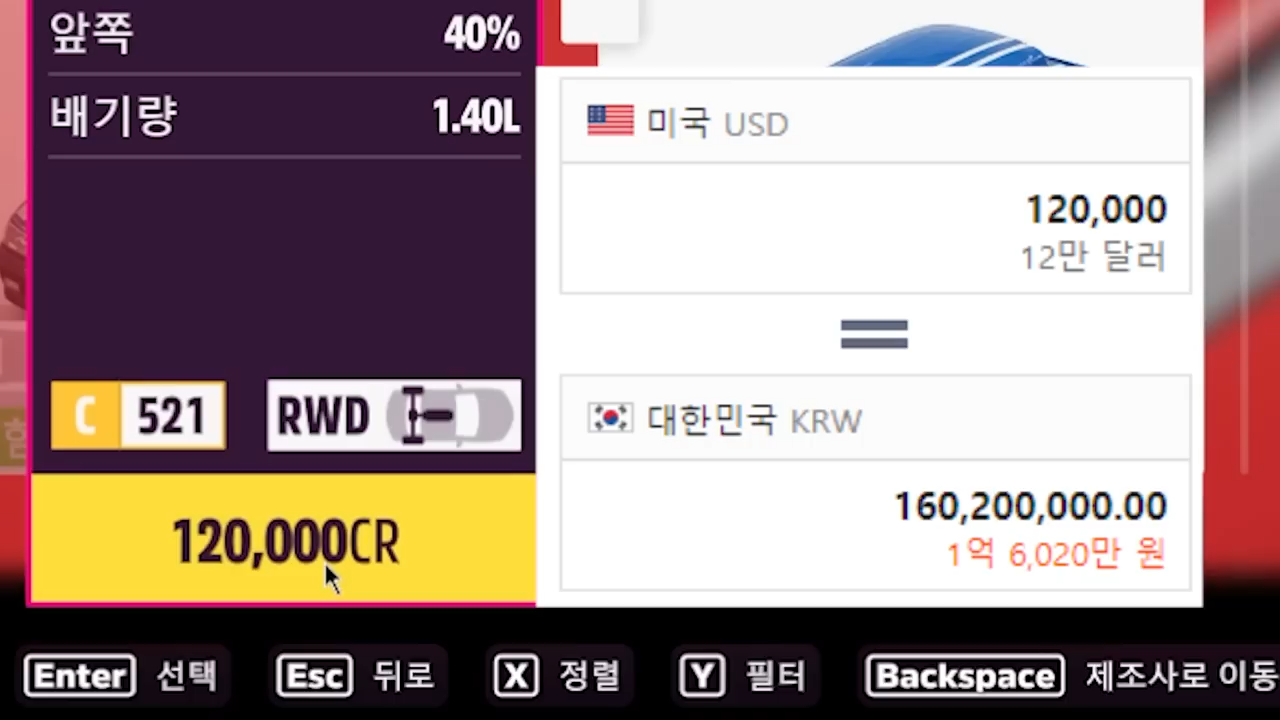 앞쪽 40%
배기량 1.40L
C 521 RWD
120,000CR
미국 USD
120,000
12만 달러
대한민국 KRW
160,200,000.00
1억 6,020만 원
Enter 선택 Esc 뒤로 X 정렬 Y 필터 Backspace 제조사로 이동